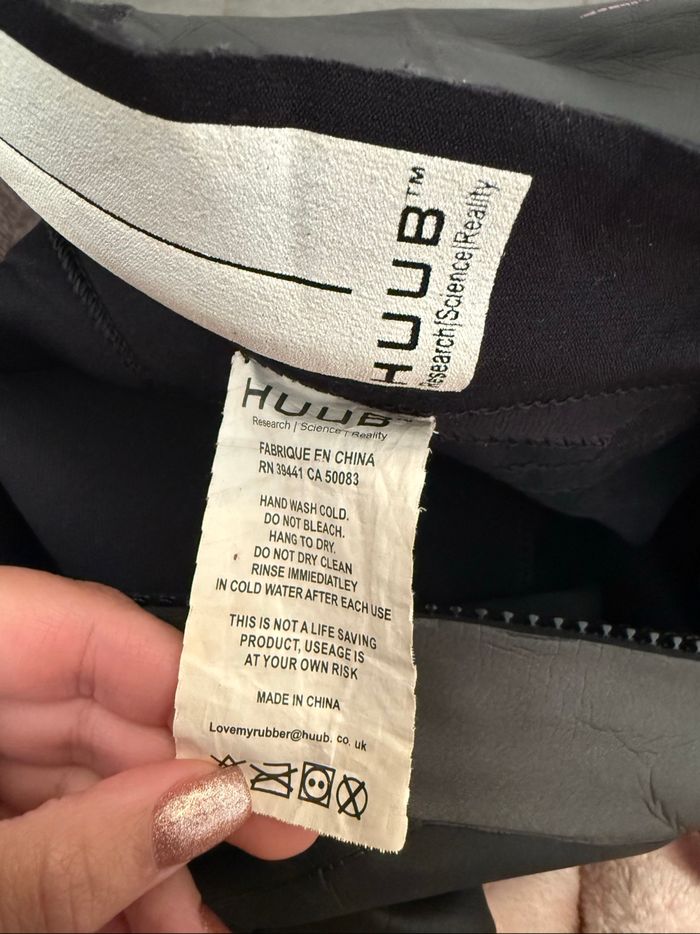 HUUB™
Research|Science|Reality
HUUB™
Research | Science | Reality
FABRIQUE EN CHINA
RN 39441 CA 50083
HAND WASH COLD.
DO NOT BLEACH.
HANG TO DRY.
DO NOT DRY CLEAN
RINSE IMMIEDIATLEY
IN COLD WATER AFTER EACH USE
THIS IS NOT A LIFE SAVING
PRODUCT, USEAGE IS
AT YOUR OWN RISK
MADE IN CHINA
Lovemyrubber@huub. co. uk